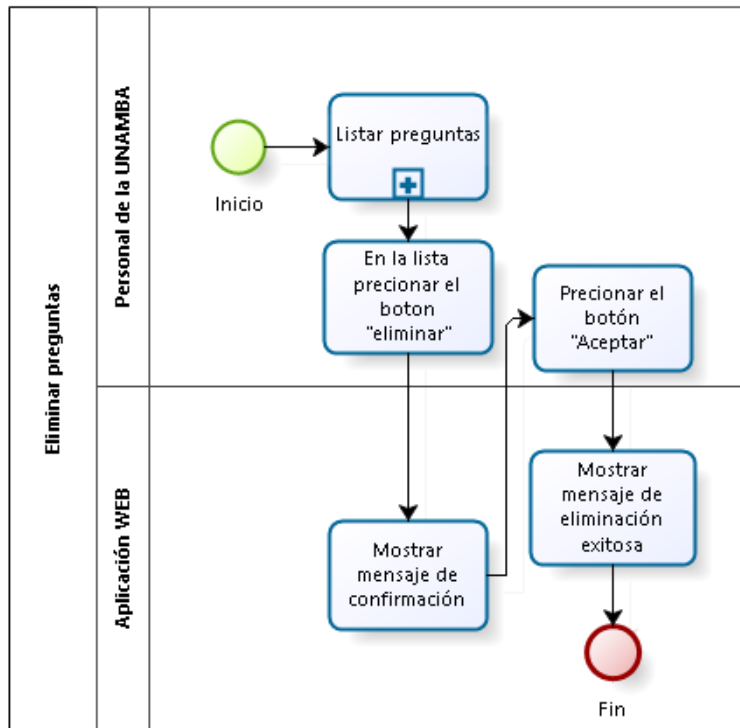 Eliminar preguntas
Personal de la UNAMBA
Inicio
Listar preguntas
En la lista
precionar el
boton
"eliminar"
Precionar el
botón
"Aceptar"
Aplicación WEB
Mostrar
mensaje de
confirmación
Mostrar
mensaje de
eliminación
exitosa
Fin